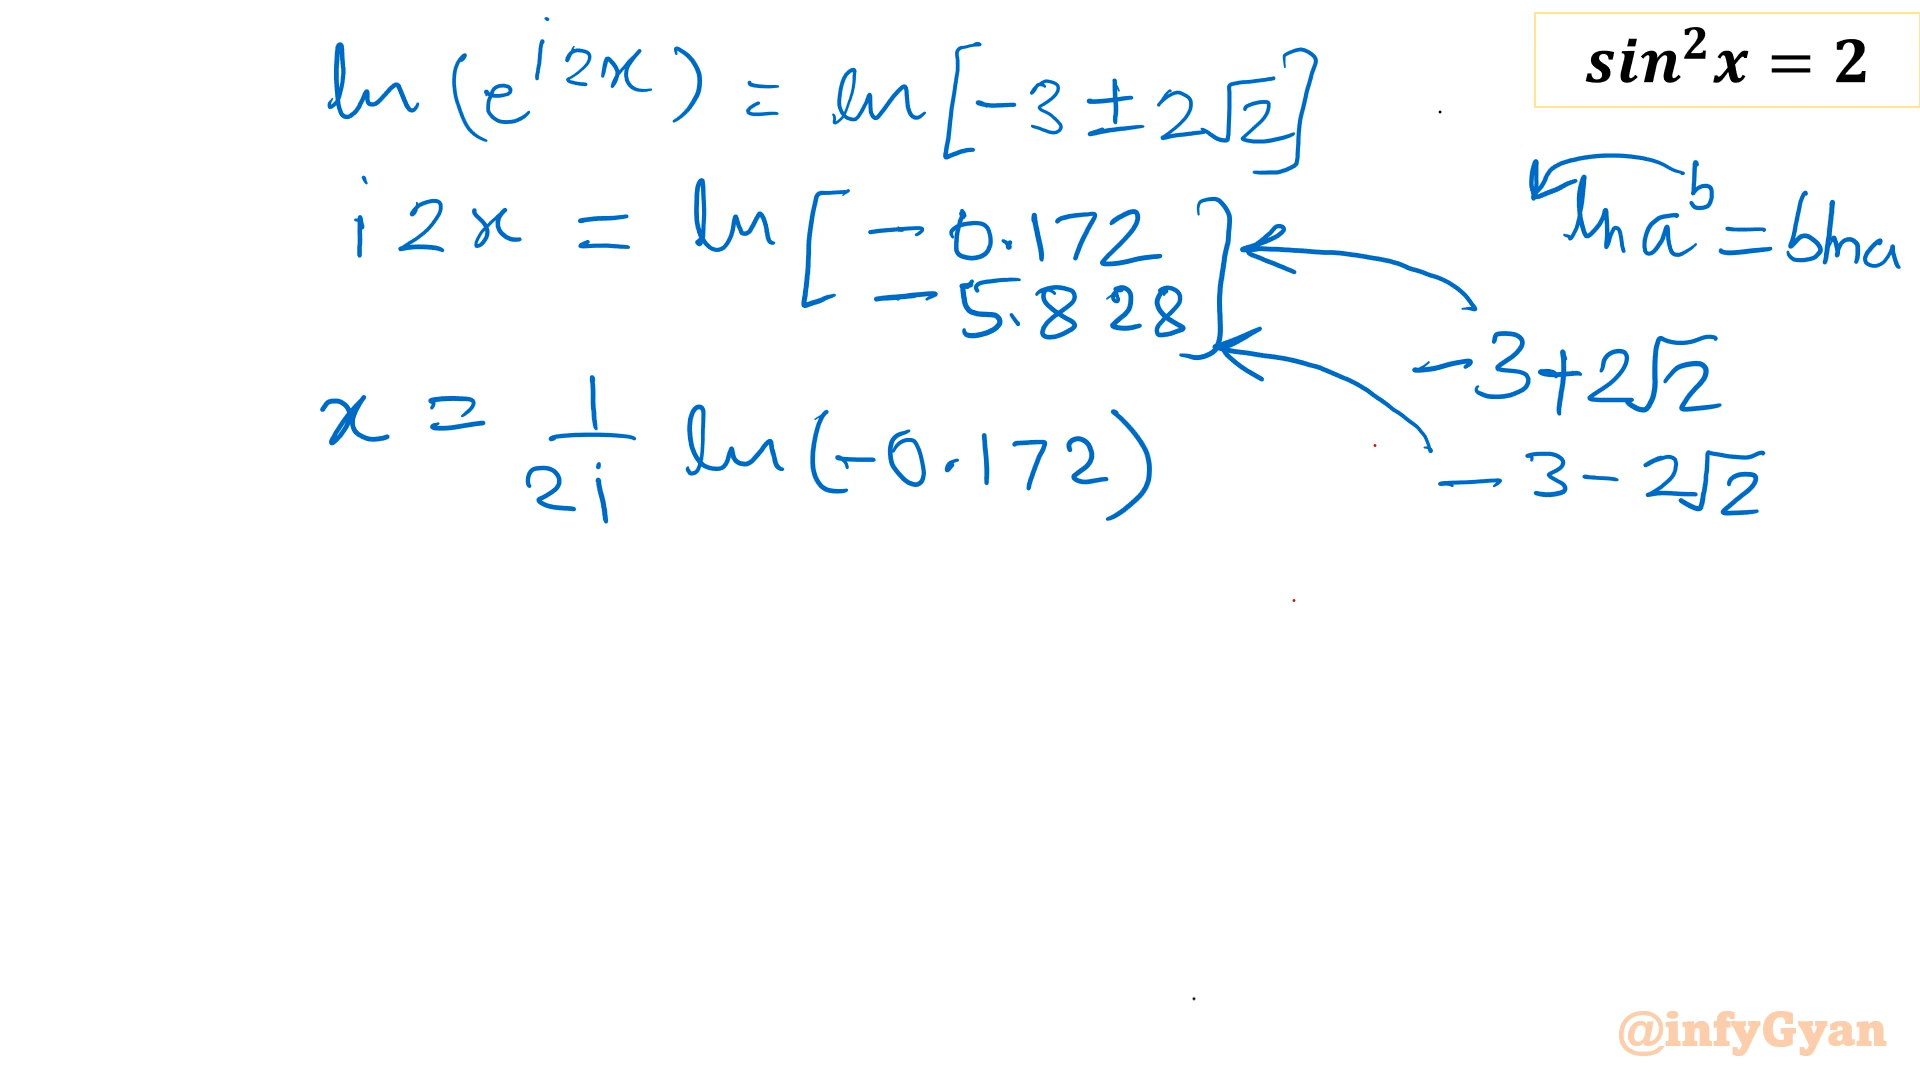 sin²x = 2
ln(e^{i2x}) = ln[-3 ± 2√2]
i2x = ln[-0.172
-5.828]
ln a^b = b ln a
-3+2√2
-3-2√2
x = 1/2i ln(-0.172)
@infyGyan